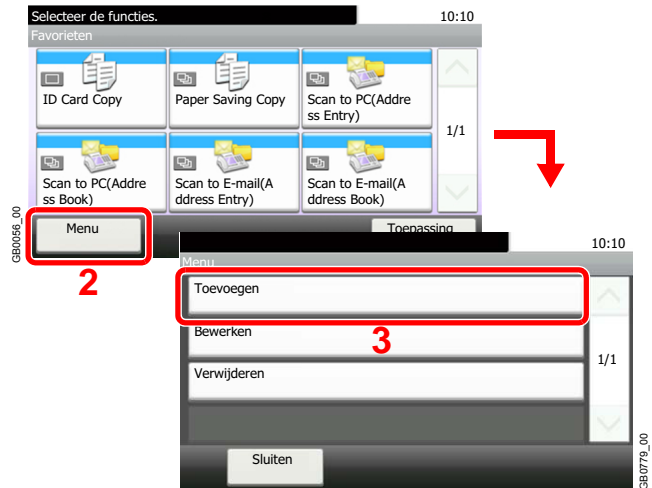 Selecteer de functies.
10:10
Favorieten
ID Card Copy
Paper Saving Copy
Scan to PC(Addre
ss Entry)
1/1
Scan to PC(Addre
ss Book)
Scan to E-mail(A
ddress Entry)
Scan to E-mail(A
ddress Book)
Menu
Toepassing
GB0056_00
2
10:10
Menu
Toevoegen
Bewerken
3
1/1
Verwijderen
Sluiten
GB0779_00